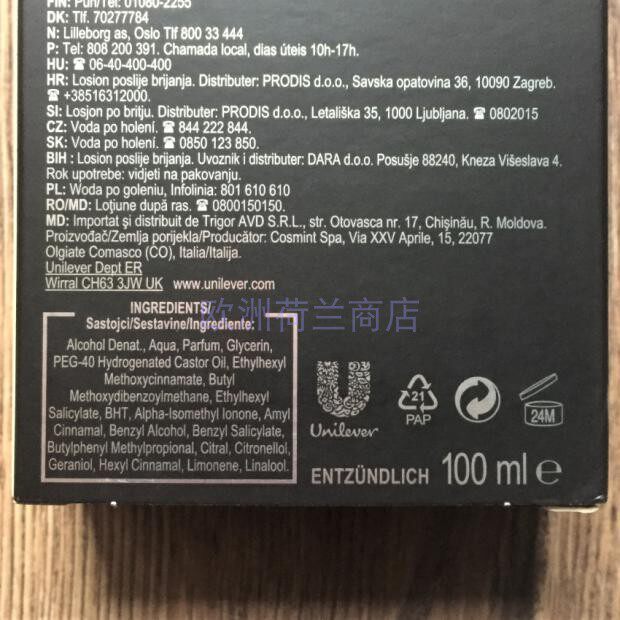 FIN: Puh/Tel: 01080-2255
DK: Tlf. 70277784
N: Lilleborg as, Oslo Tlf 800 33 444
P: Tel: 808 200 391. Chamada local, dias úteis 10h-17h.
HU: ☎ 06-40-400-400
HR: Losion poslije brijanja. Distributer: PRODIS d.o.o., Savska opatovina 36, 10090 Zagreb.
☎ +38516312000.
SI: Losjon po britju. Distributer: PRODIS d.o.o., Letališka 35, 1000 Ljubljana. ☎ 0802015
CZ: Voda po holení. ☎ 844 222 844.
SK: Voda po holení. ☎ 0850 123 850.
BIH : Losion poslije brijanja. Uvoznik i distributer: DARA d.o.o. Posušje 88240, Kneza Višeslava 4.
Rok upotrebe: vidjeti na pakovanju.
PL: Woda po goleniu, Infolinia: 801 610 610
RO/MD: Loțiune după ras. ☎ 0800150150.
MD: Importat și distribuit de Trigor AVD S.R.L., str. Otovasca nr. 17, Chișinău, R. Moldova.
Proizvođač/Zemlja porijekla/Producător: Cosmint Spa, Via XXV Aprile, 15, 22077
Olgiate Comasco (CO), Italia/Italija.
Unilever Dept ER
Wirral CH63 3JW UK www.unilever.com
欧洲荷兰商店
INGREDIENTS/
Sastojci/Sestavine/Ingrediente:
Alcohol Denat., Aqua, Parfum, Glycerin,
PEG-40 Hydrogenated Castor Oil, Ethylhexyl
Methoxycinnamate, Butyl
Methoxydibenzoylmethane, Ethylhexyl
Salicylate, BHT, Alpha-Isomethyl Ionone, Amyl
Cinnamal, Benzyl Alcohol, Benzyl Salicylate,
Butylphenyl Methylpropional, Citral, Citronellol,
Geraniol, Hexyl Cinnamal, Limonene, Linalool.
Unilever
21
PAP
24M
ENTZÜNDLICH 100 ml ℮